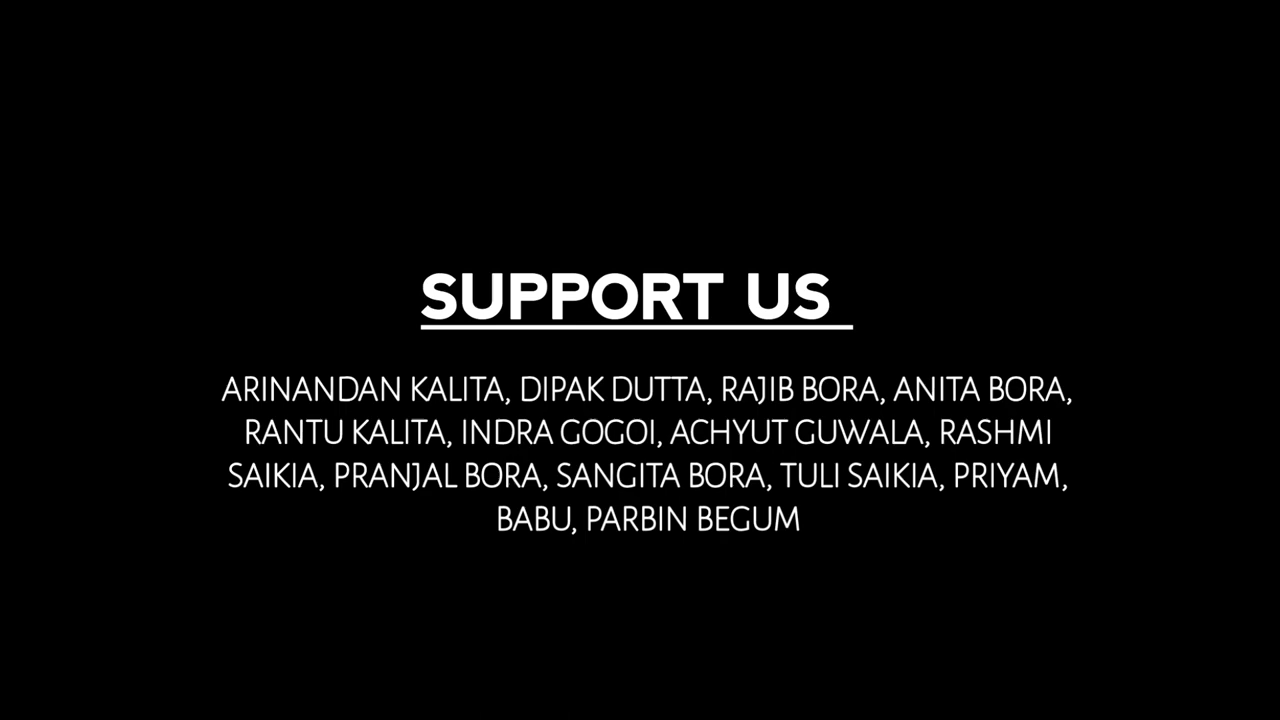 SUPPORT US
ARINANDAN KALITA, DIPAK DUTTA, RAJIB BORA, ANITA BORA,
RANTU KALITA, INDRA GOGOI, ACHYUT GUWALA, RASHMI
SAIKIA, PRANJAL BORA, SANGITA BORA, TULI SAIKIA, PRIYAM,
BABU, PARBIN BEGUM